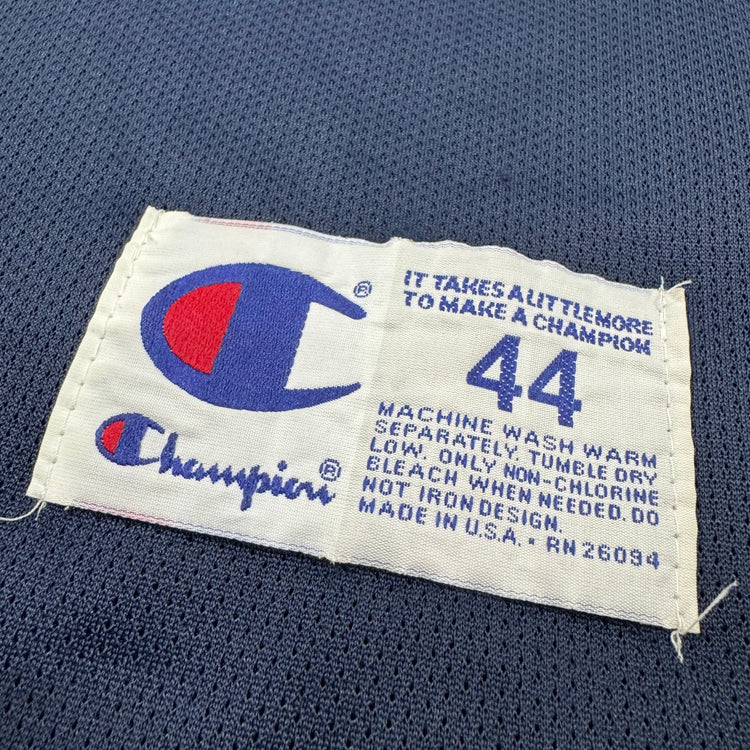 ®
Champion®
IT TAKES A LITTLE MORE
TO MAKE A CHAMPION
44
MACHINE WASH WARM
SEPARATELY. TUMBLE DRY
LOW. ONLY NON-CHLORINE
BLEACH WHEN NEEDED. DO
NOT IRON DESIGN.
MADE IN U.S.A. • RN 26094